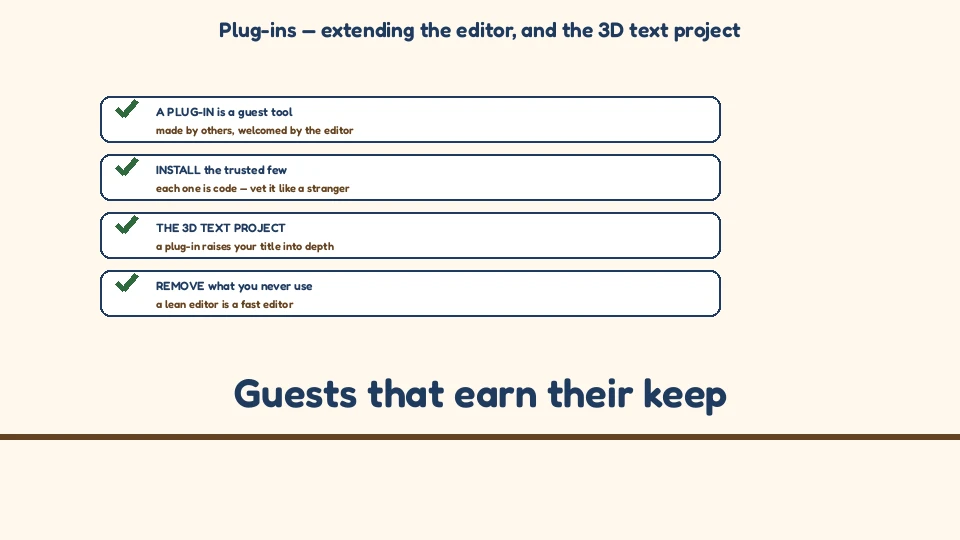 Plug-ins — extending the editor, and the 3D text project
A PLUG-IN is a guest tool
made by others, welcomed by the editor
INSTALL the trusted few
each one is code — vet it like a stranger
THE 3D TEXT PROJECT
a plug-in raises your title into depth
REMOVE what you never use
a lean editor is a fast editor
Guests that earn their keep